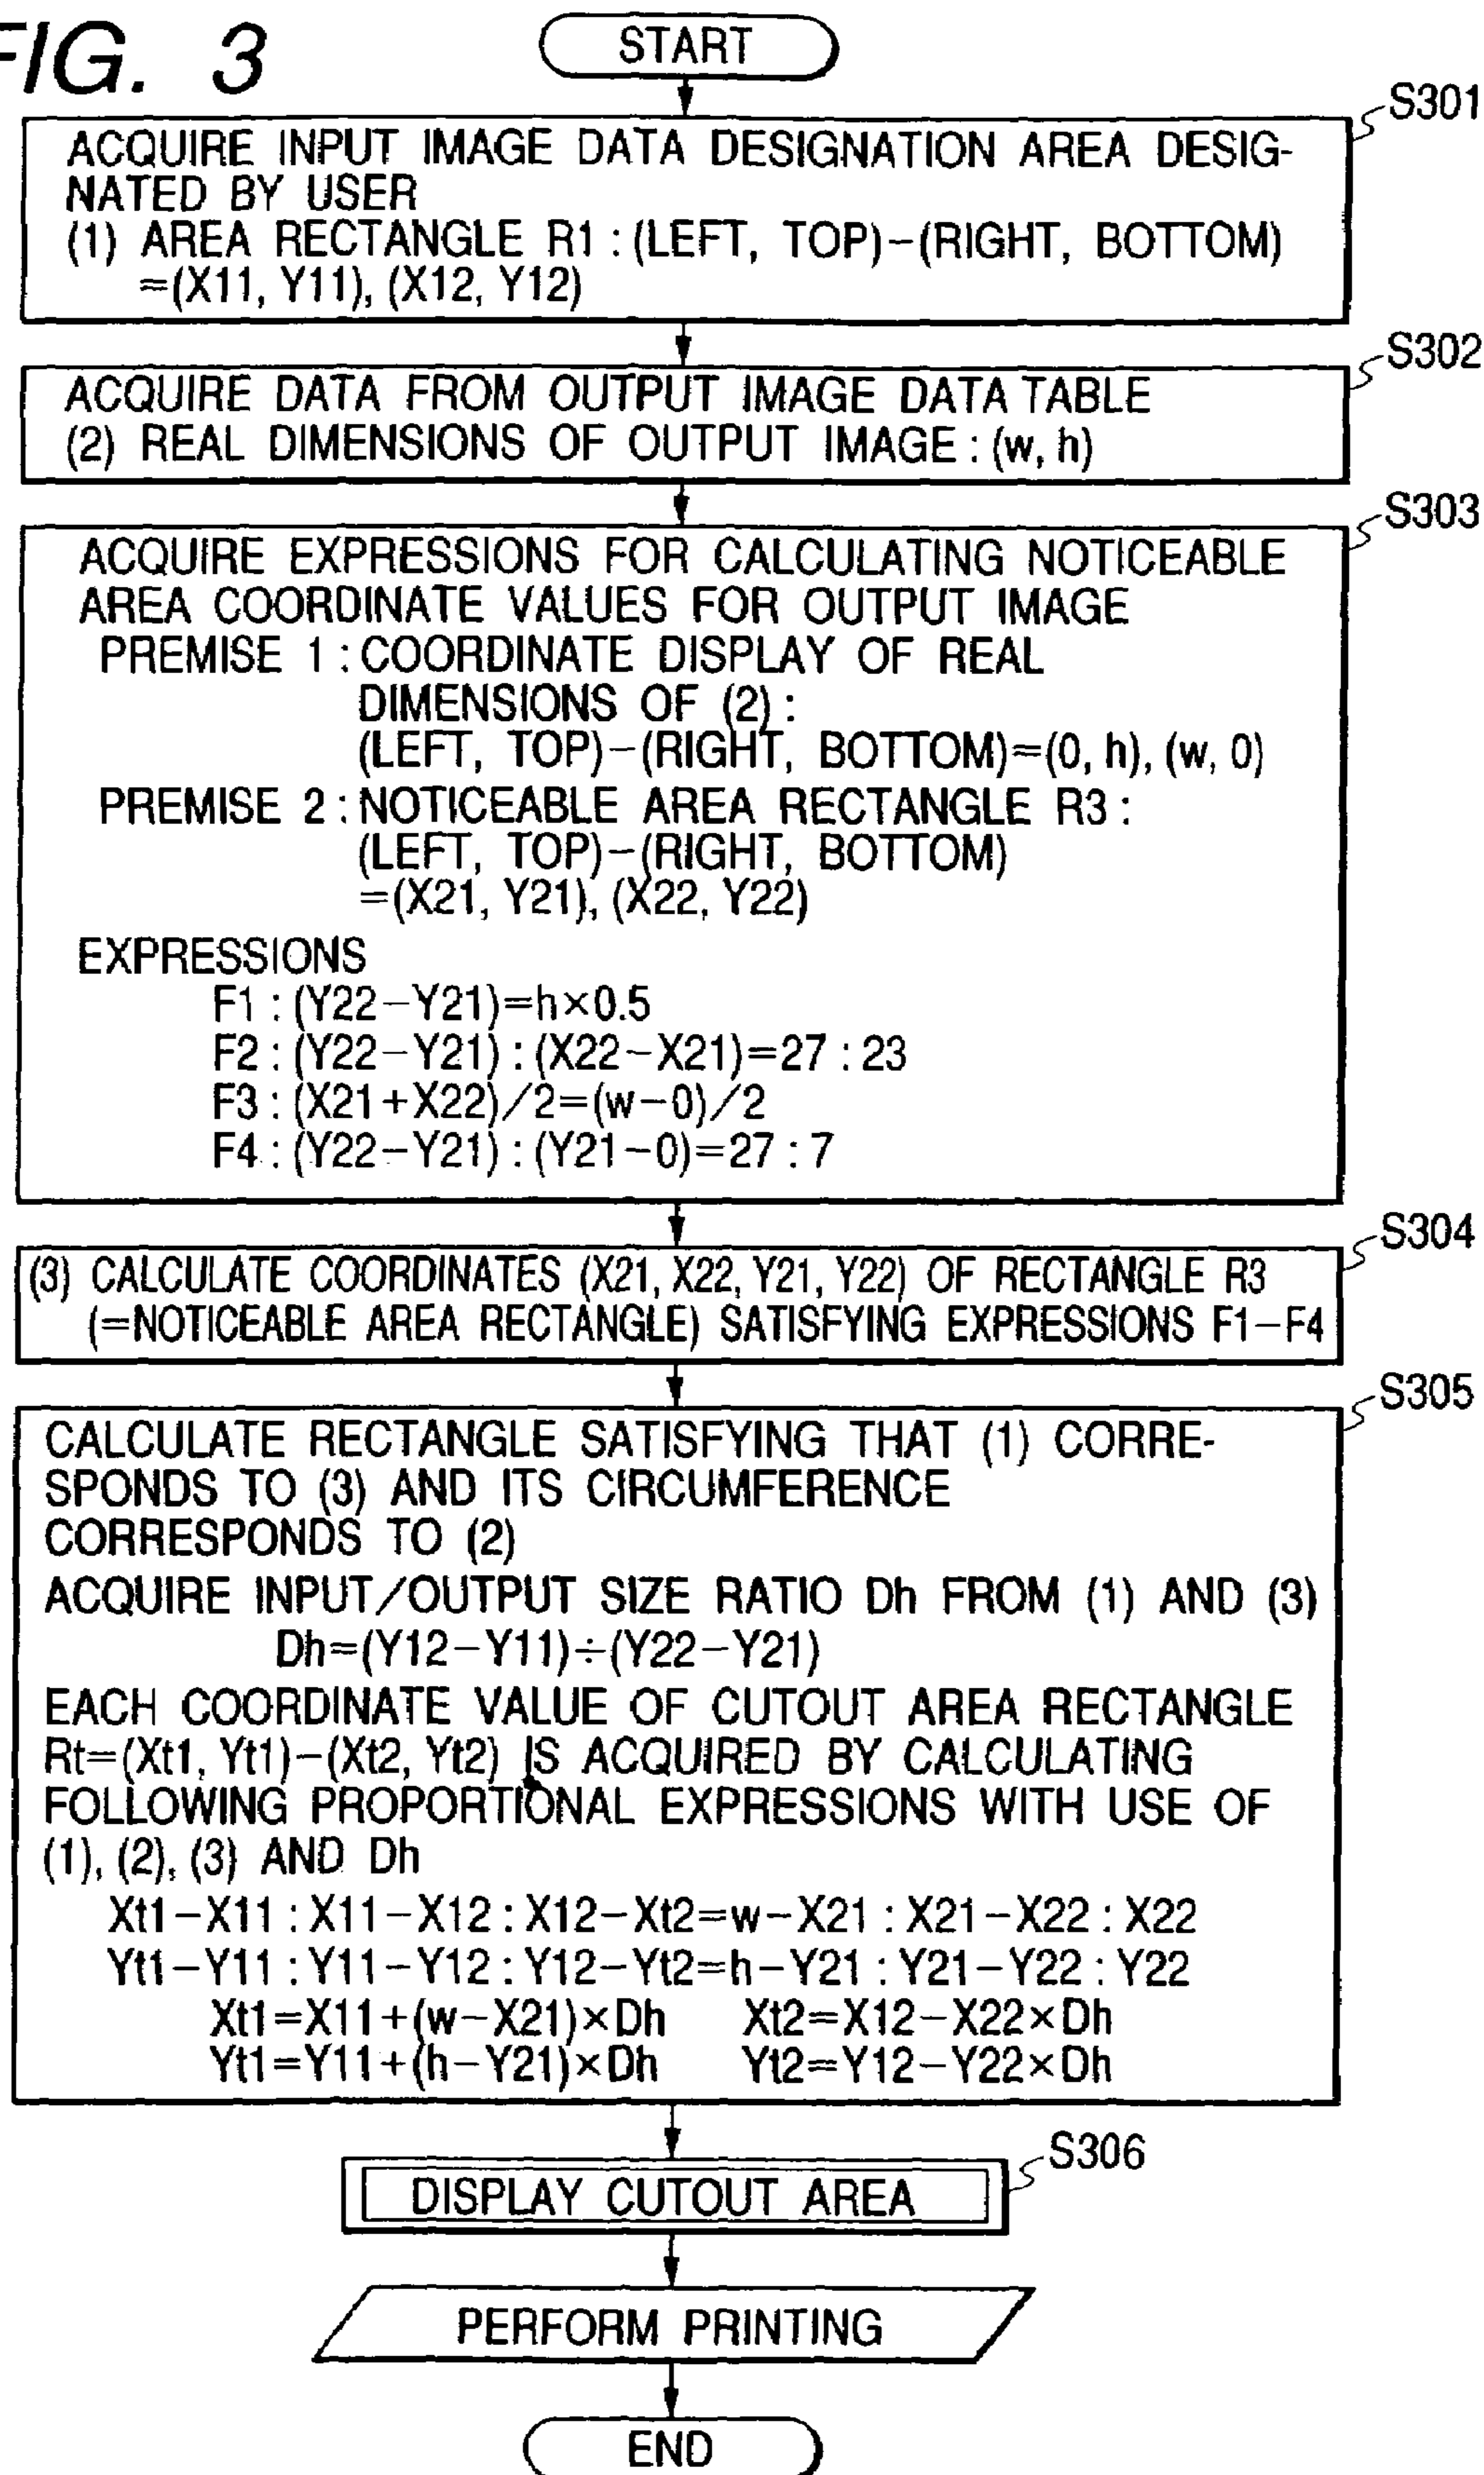 FIG. 3
START
S301
ACQUIRE INPUT IMAGE DATA DESIGNATION AREA DESIG-
NATED BY USER
(1) AREA RECTANGLE R1 : (LEFT, TOP)−(RIGHT, BOTTOM)
=(X11, Y11), (X12, Y12)
S302
ACQUIRE DATA FROM OUTPUT IMAGE DATA TABLE
(2) REAL DIMENSIONS OF OUTPUT IMAGE : (w, h)
S303
ACQUIRE EXPRESSIONS FOR CALCULATING NOTICEABLE
AREA COORDINATE VALUES FOR OUTPUT IMAGE
PREMISE 1 : COORDINATE DISPLAY OF REAL
DIMENSIONS OF (2) :
(LEFT, TOP)−(RIGHT, BOTTOM)=(0, h), (w, 0)
PREMISE 2 : NOTICEABLE AREA RECTANGLE R3 :
(LEFT, TOP)−(RIGHT, BOTTOM)
=(X21, Y21), (X22, Y22)
EXPRESSIONS
F1 : (Y22−Y21)=h×0.5
F2 : (Y22−Y21) : (X22−X21)=27 : 23
F3 : (X21+X22)/2=(w−0)/2
F4 : (Y22−Y21) : (Y21−0)=27 : 7
S304
(3) CALCULATE COORDINATES (X21, X22, Y21, Y22) OF RECTANGLE R3
(=NOTICEABLE AREA RECTANGLE) SATISFYING EXPRESSIONS F1−F4
S305
CALCULATE RECTANGLE SATISFYING THAT (1) CORRE-
SPONDS TO (3) AND ITS CIRCUMFERENCE
CORRESPONDS TO (2)
ACQUIRE INPUT/OUTPUT SIZE RATIO Dh FROM (1) AND (3)
Dh=(Y12−Y11)÷(Y22−Y21)
EACH COORDINATE VALUE OF CUTOUT AREA RECTANGLE
Rt=(Xt1, Yt1)−(Xt2, Yt2) IS ACQUIRED BY CALCULATING
FOLLOWING PROPORTIONAL EXPRESSIONS WITH USE OF
(1), (2), (3) AND Dh
Xt1−X11 : X11−X12 : X12−Xt2=w−X21 : X21−X22 : X22
Yt1−Y11 : Y11−Y12 : Y12−Yt2=h−Y21 : Y21−Y22 : Y22
Xt1=X11+(w−X21)×Dh Xt2=X12−X22×Dh
Yt1=Y11+(h−Y21)×Dh Yt2=Y12−Y22×Dh
S306
DISPLAY CUTOUT AREA
PERFORM PRINTING
END